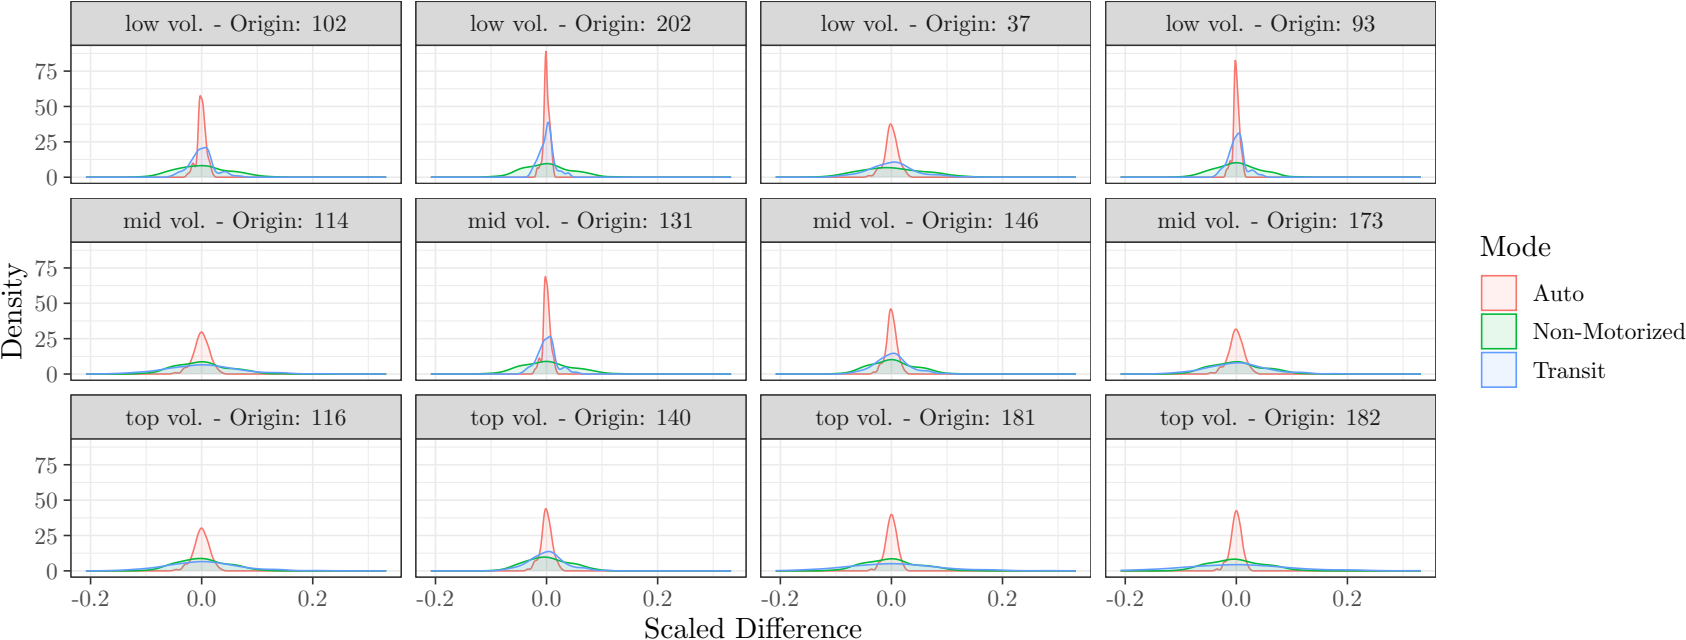 low vol. - Origin: 102
low vol. - Origin: 202
low vol. - Origin: 37
low vol. - Origin: 93
75
50
25
0
mid vol. - Origin: 114
mid vol. - Origin: 131
mid vol. - Origin: 146
mid vol. - Origin: 173
75
50
25
0
top vol. - Origin: 116
top vol. - Origin: 140
top vol. - Origin: 181
top vol. - Origin: 182
75
50
25
0
-0.2 0.0 0.2
-0.2 0.0 0.2
-0.2 0.0 0.2
-0.2 0.0 0.2
Scaled Difference
Density
Mode
Auto
Non-Motorized
Transit